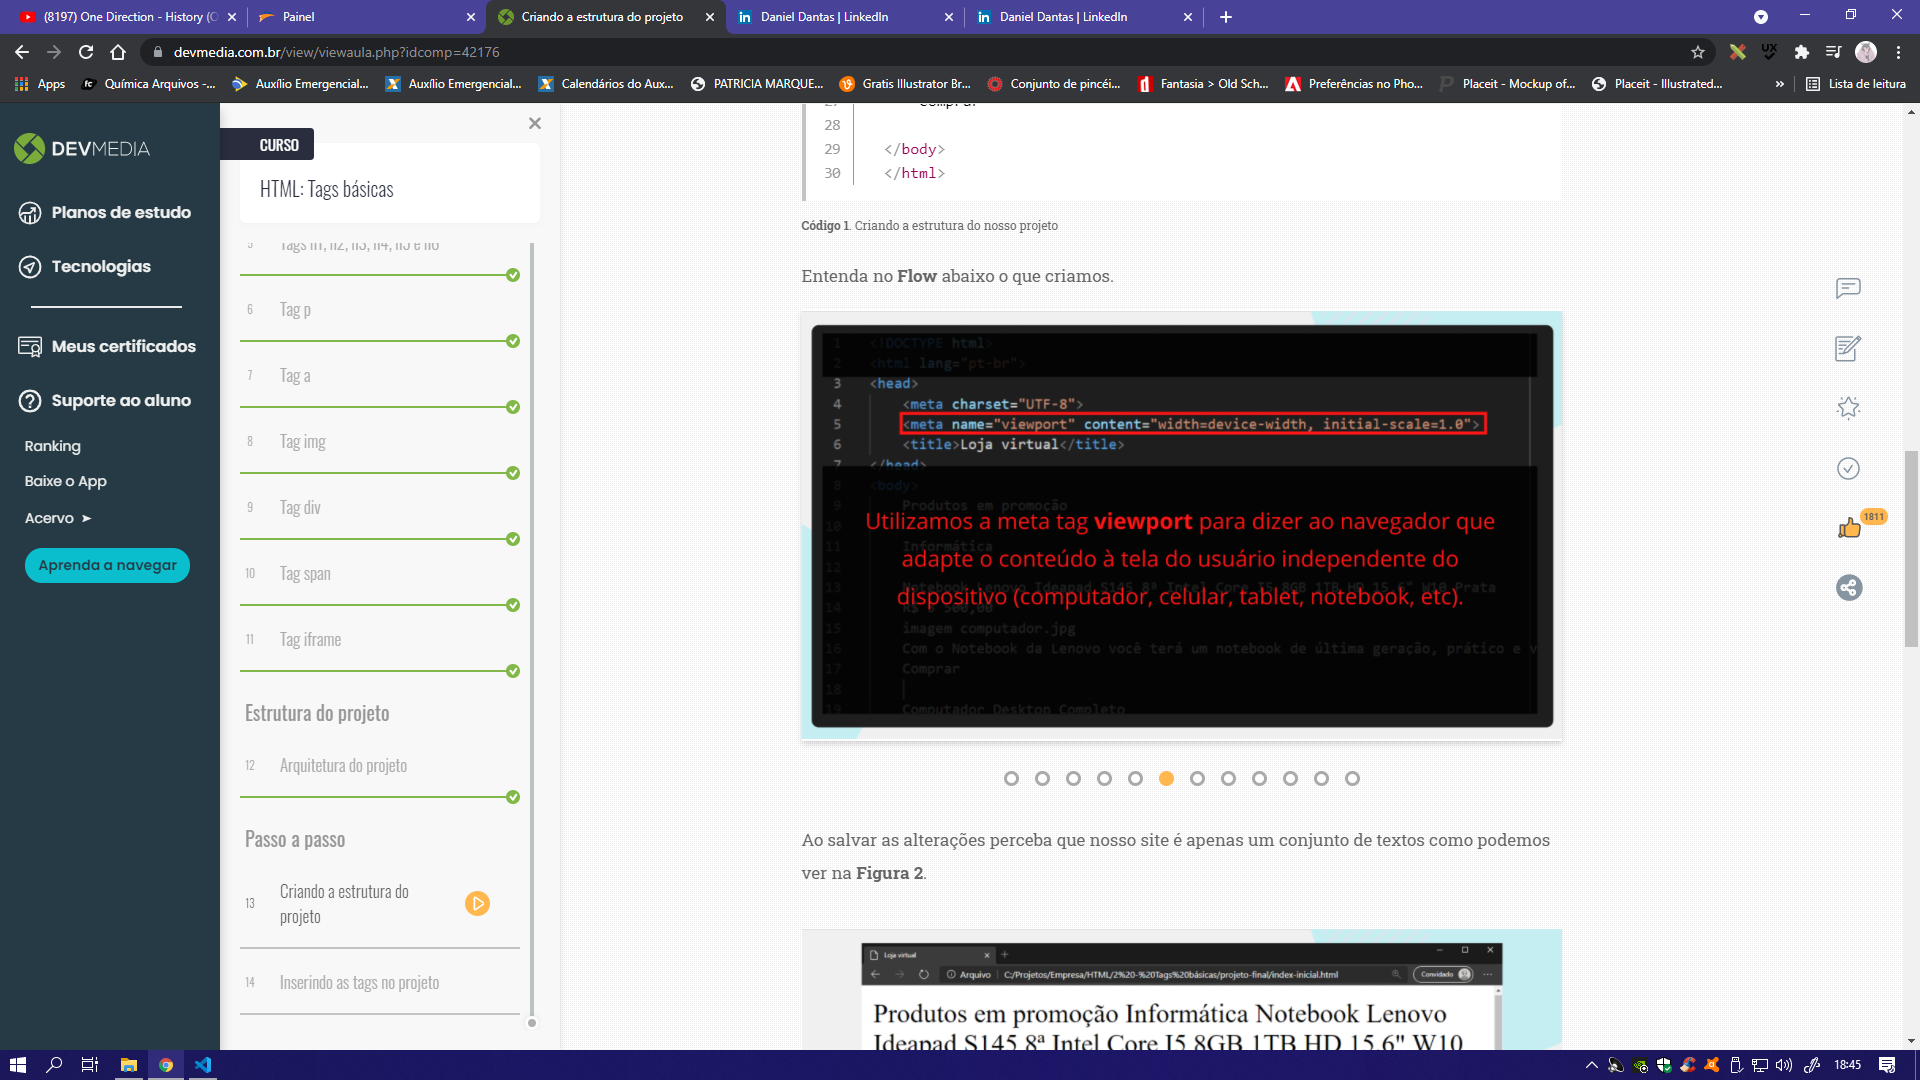 (8197) One Direction - History (O
Painel
Criando a estrutura do projeto
Daniel Dantas | LinkedIn
Daniel Dantas | LinkedIn
devmedia.com.br/view/viewaula.php?idcomp=42176
Apps
Química Arquivos -...
Auxílio Emergencial...
Auxílio Emergencial...
Calendários do Aux...
PATRICIA MARQUE...
Gratis Illustrator Br...
Conjunto de pincéi...
Fantasia > Old Sch...
Preferências no Pho...
Placeit - Mockup of...
Placeit - Illustrated...
»
Lista de leitura
DEVMEDIA
Planos de estudo
Tecnologias
Meus certificados
Suporte ao aluno
Ranking
Baixe o App
Acervo ➤
Aprenda a navegar
CURSO
HTML: Tags básicas
5 Tags h1, h2, h3, h4, h5 e h6
6 Tag p
7 Tag a
8 Tag img
9 Tag div
10 Tag span
11 Tag iframe
Estrutura do projeto
12 Arquitetura do projeto
Passo a passo
13 Criando a estrutura do
projeto
14 Inserindo as tags no projeto
27 Comprar
28
29 </body>
30 </html>
Código 1. Criando a estrutura do nosso projeto
Entenda no Flow abaixo o que criamos.
1 <!DOCTYPE html>
2 <html lang="pt-br">
3 <head>
4 <meta charset="UTF-8">
5 <meta name="viewport" content="width=device-width, initial-scale=1.0">
6 <title>Loja virtual</title>
7 </head>
8 <body>
9 Produtos em promoção
10
Utilizamos a meta tag viewport para dizer ao navegador que
11 Informática
adapte o conteúdo à tela do usuário independente do
12
13 Notebook Lenovo Ideapad S145 8ª Intel Core I5 8GB 1TB HD 15.6" W10 Prata
dispositivo (computador, celular, tablet, notebook, etc).
14 R$ 3 500,00
15 imagem computador.jpg
16 Com o Notebook da Lenovo você terá um notebook de última geração, prático e v
17 Comprar
18
19 Computador Desktop Completo
1811
Ao salvar as alterações perceba que nosso site é apenas um conjunto de textos como podemos
ver na Figura 2.
Loja virtual
Arquivo C:/Projetos/Empresa/HTML/2%20-%20Tags%20básicas/projeto-final/index-inicial.html
Convidado
Produtos em promoção Informática Notebook Lenovo
Ideapad S145 8ª Intel Core I5 8GB 1TB HD 15.6" W10
18:45